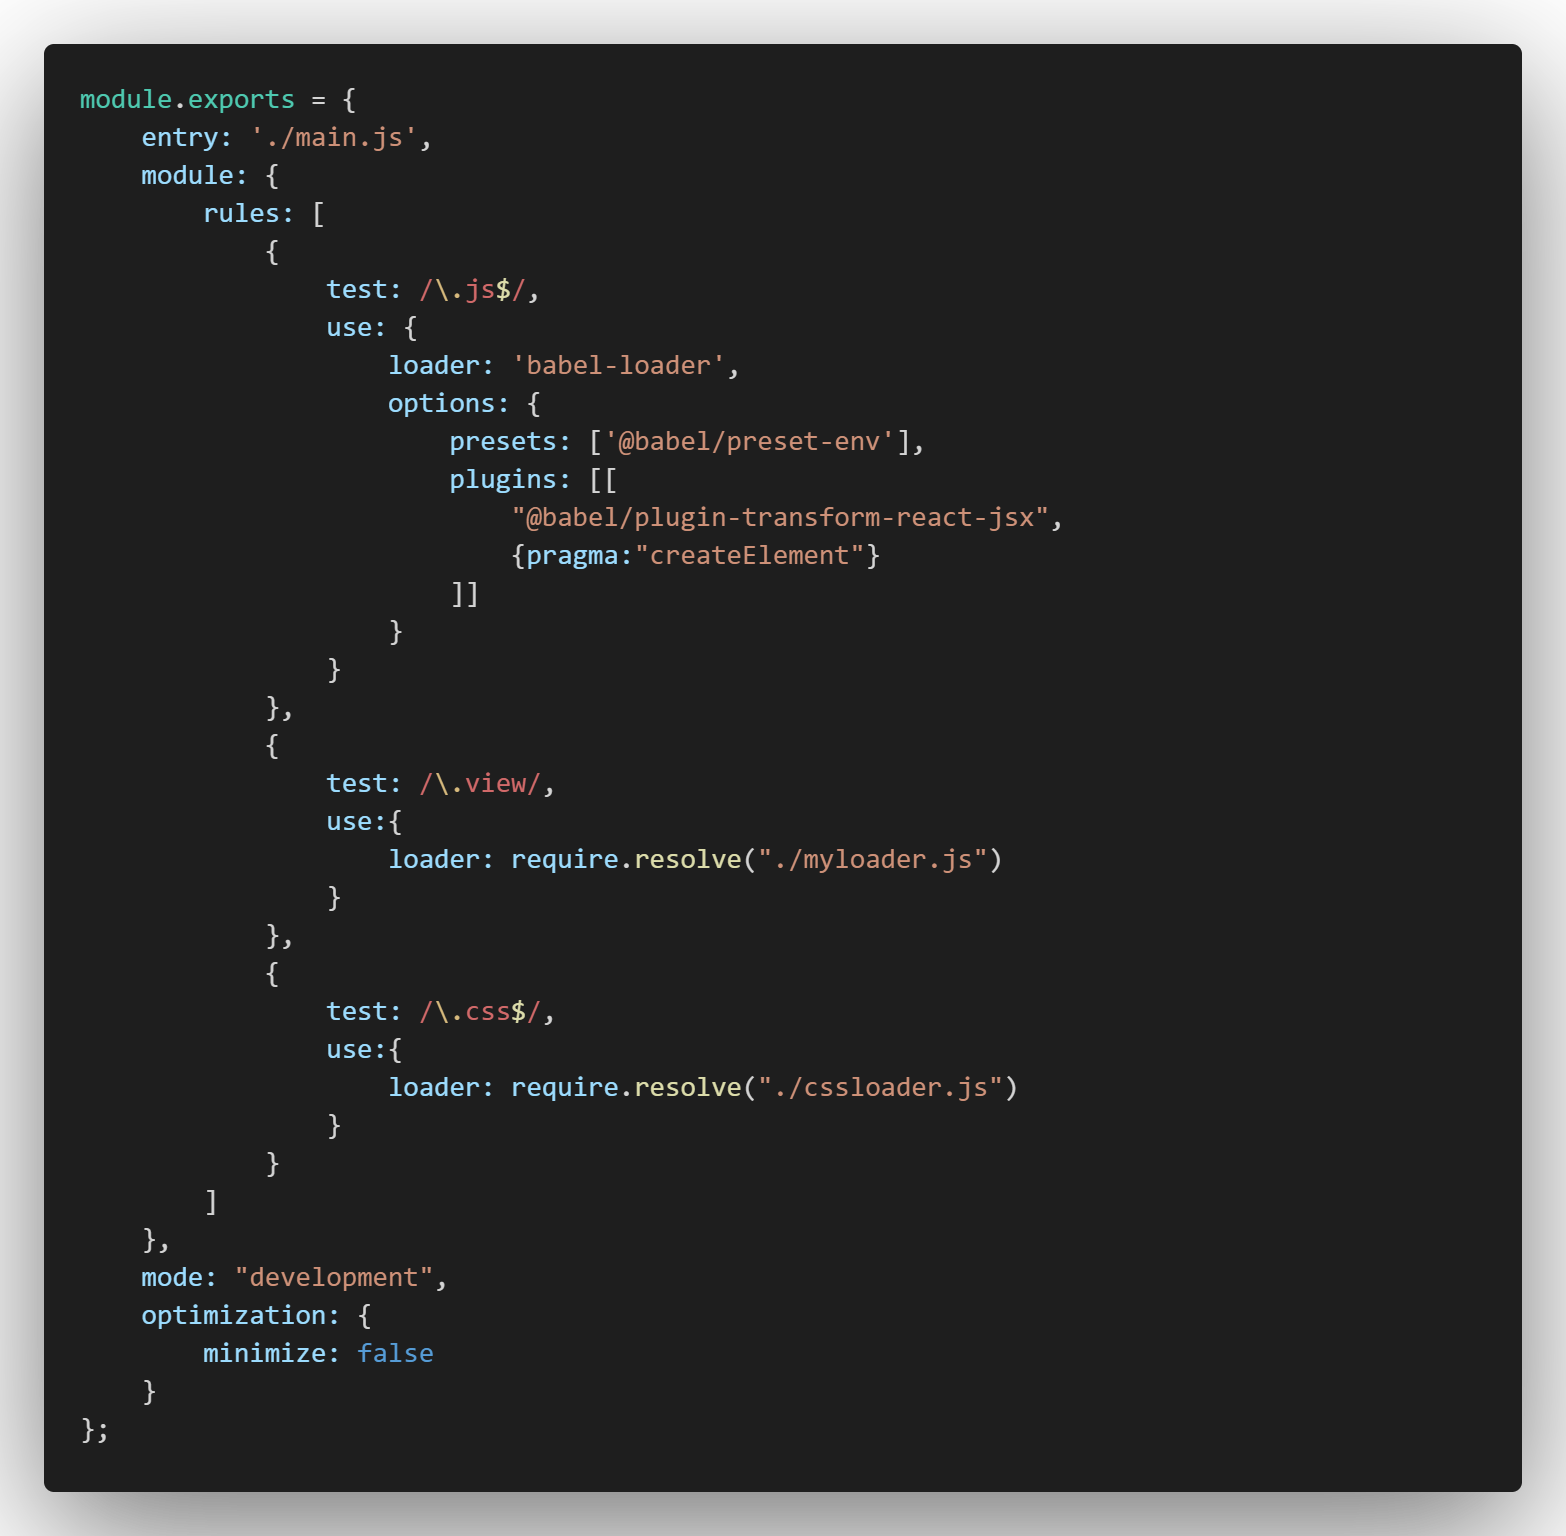 module.exports = {
    entry: './main.js',
    module: {
        rules: [
            {
                test: /\.js$/,
                use: {
                    loader: 'babel-loader',
                    options: {
                        presets: ['@babel/preset-env'],
                        plugins: [[
                            "@babel/plugin-transform-react-jsx",
                            {pragma:"createElement"}
                        ]]
                    }
                }
            },
            {
                test: /\.view/,
                use:{
                    loader: require.resolve("./myloader.js")
                }
            },
            {
                test: /\.css$/,
                use:{
                    loader: require.resolve("./cssloader.js")
                }
            }
        ]
    },
    mode: "development",
    optimization: {
        minimize: false
    }
};